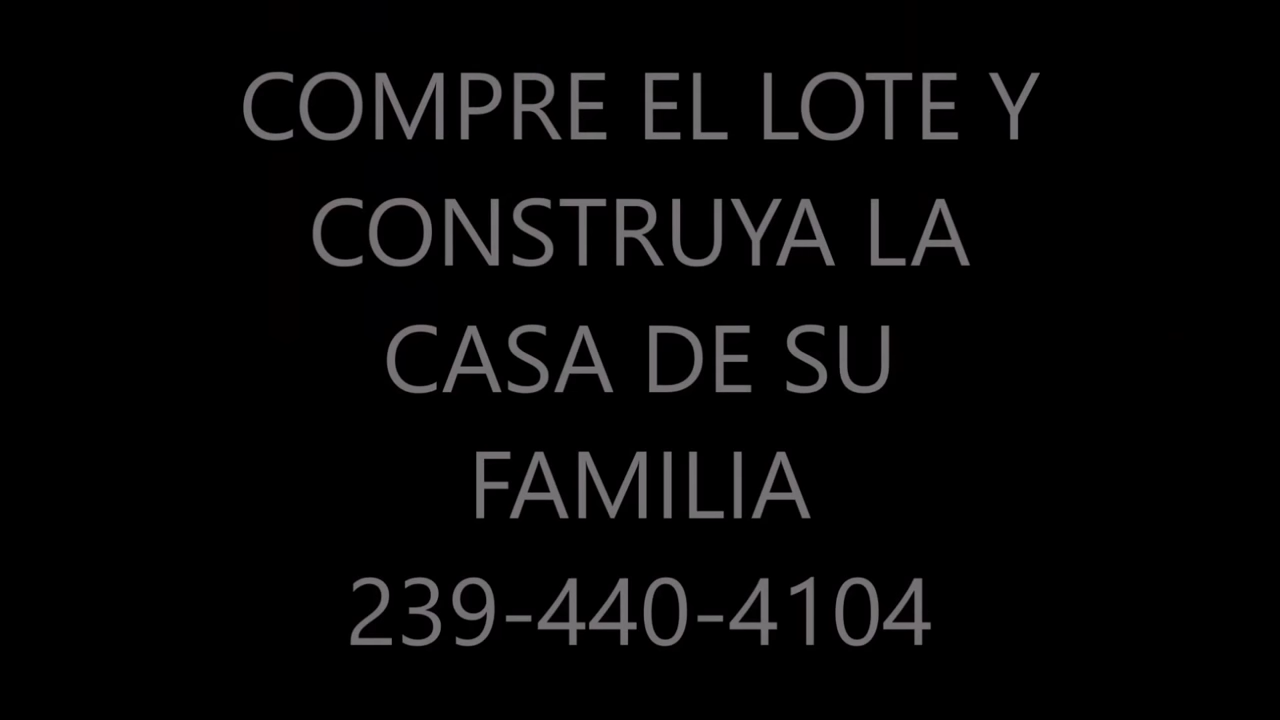 COMPRE EL LOTE Y
CONSTRUYA LA
CASA DE SU
FAMILIA
239-440-4104